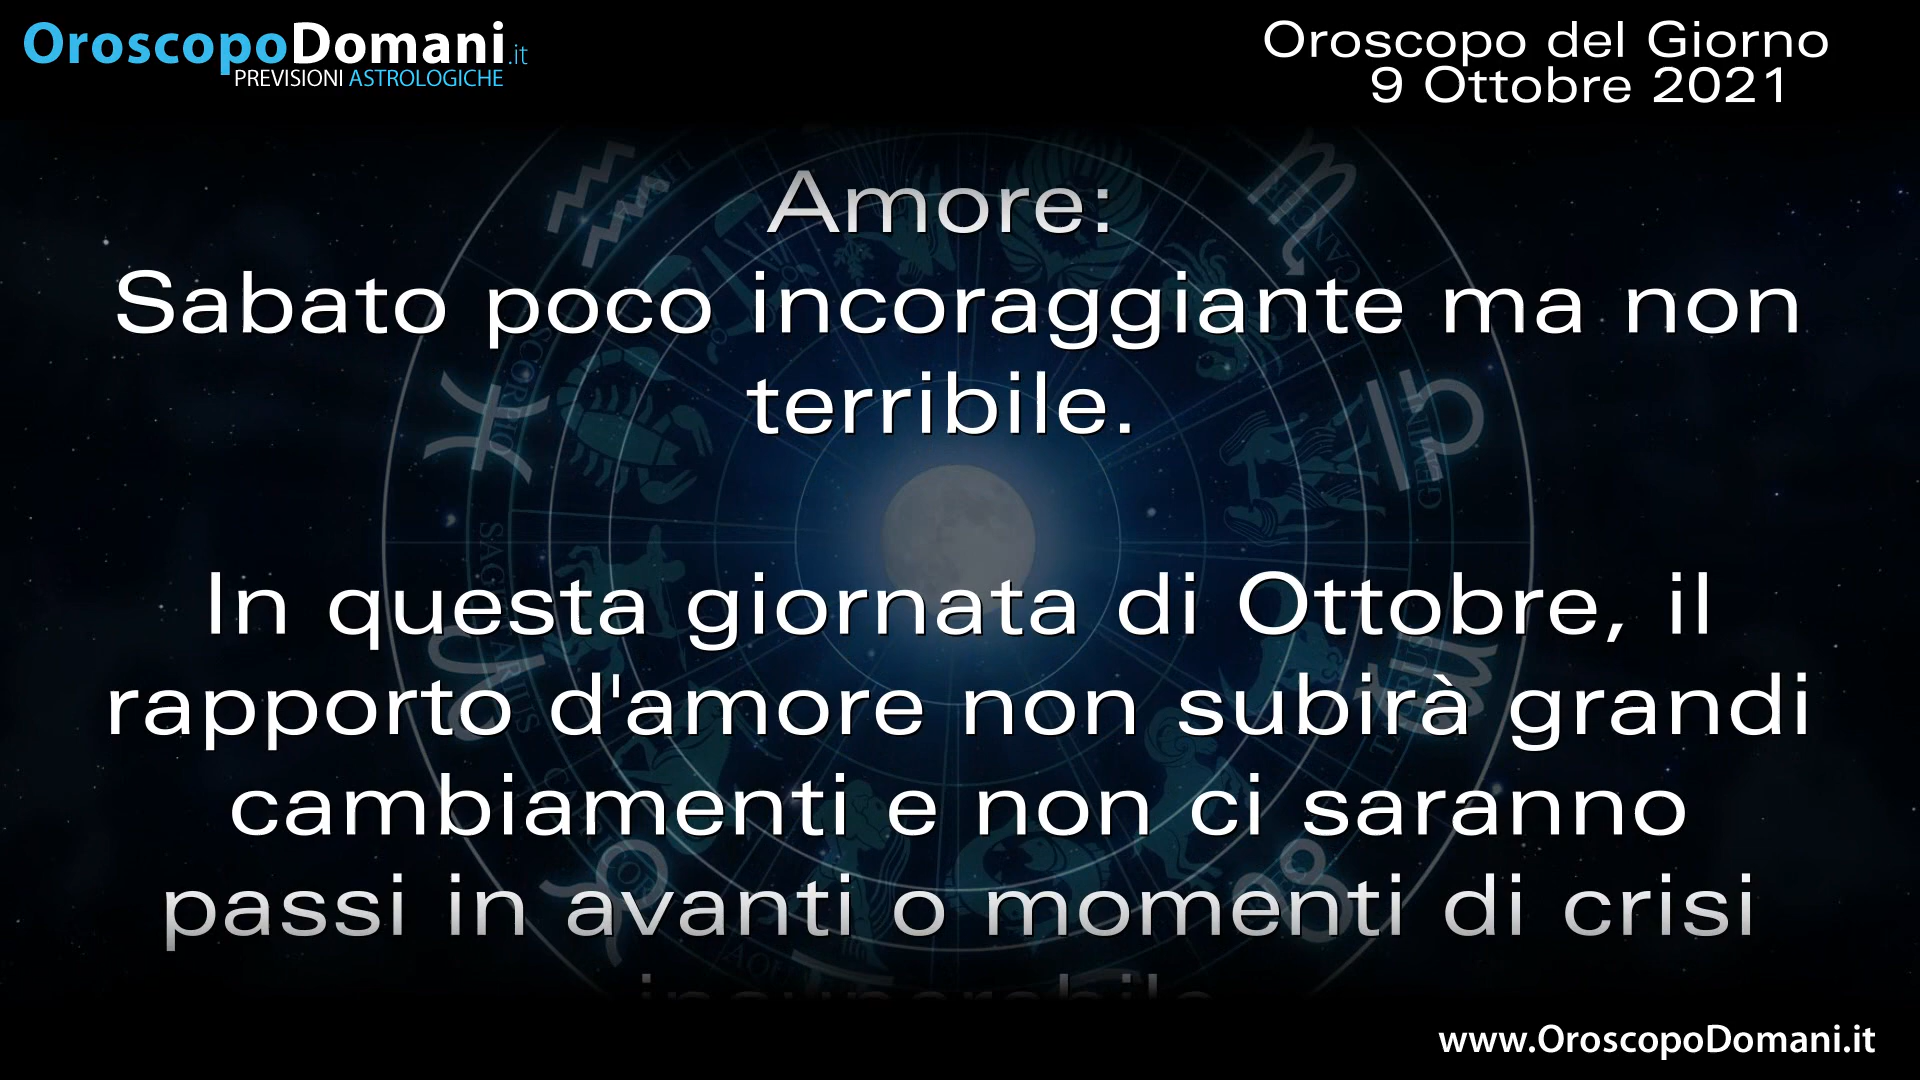 OroscopoDomani.it
PREVISIONI ASTROLOGICHE
Oroscopo del Giorno
9 Ottobre 2021
Amore:
Sabato poco incoraggiante ma non
terribile.
In questa giornata di Ottobre, il
rapporto d'amore non subirà grandi
cambiamenti e non ci saranno
passi in avanti o momenti di crisi
www.OroscopoDomani.it